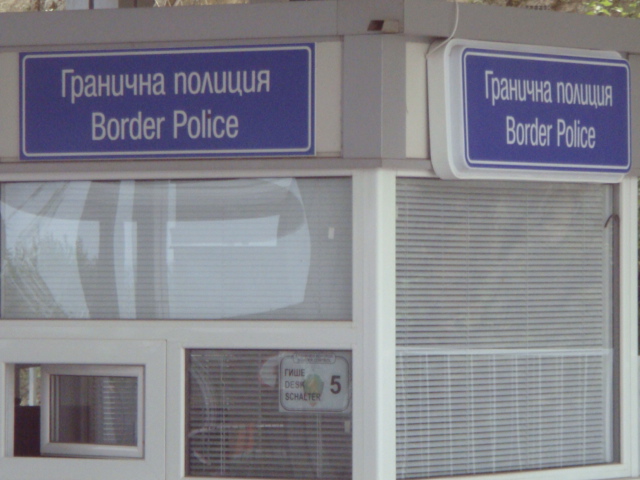 Гранична полиция
Border Police
Гранична полиция
Border Police
ГИШЕ
DESK
SCHALTER
5